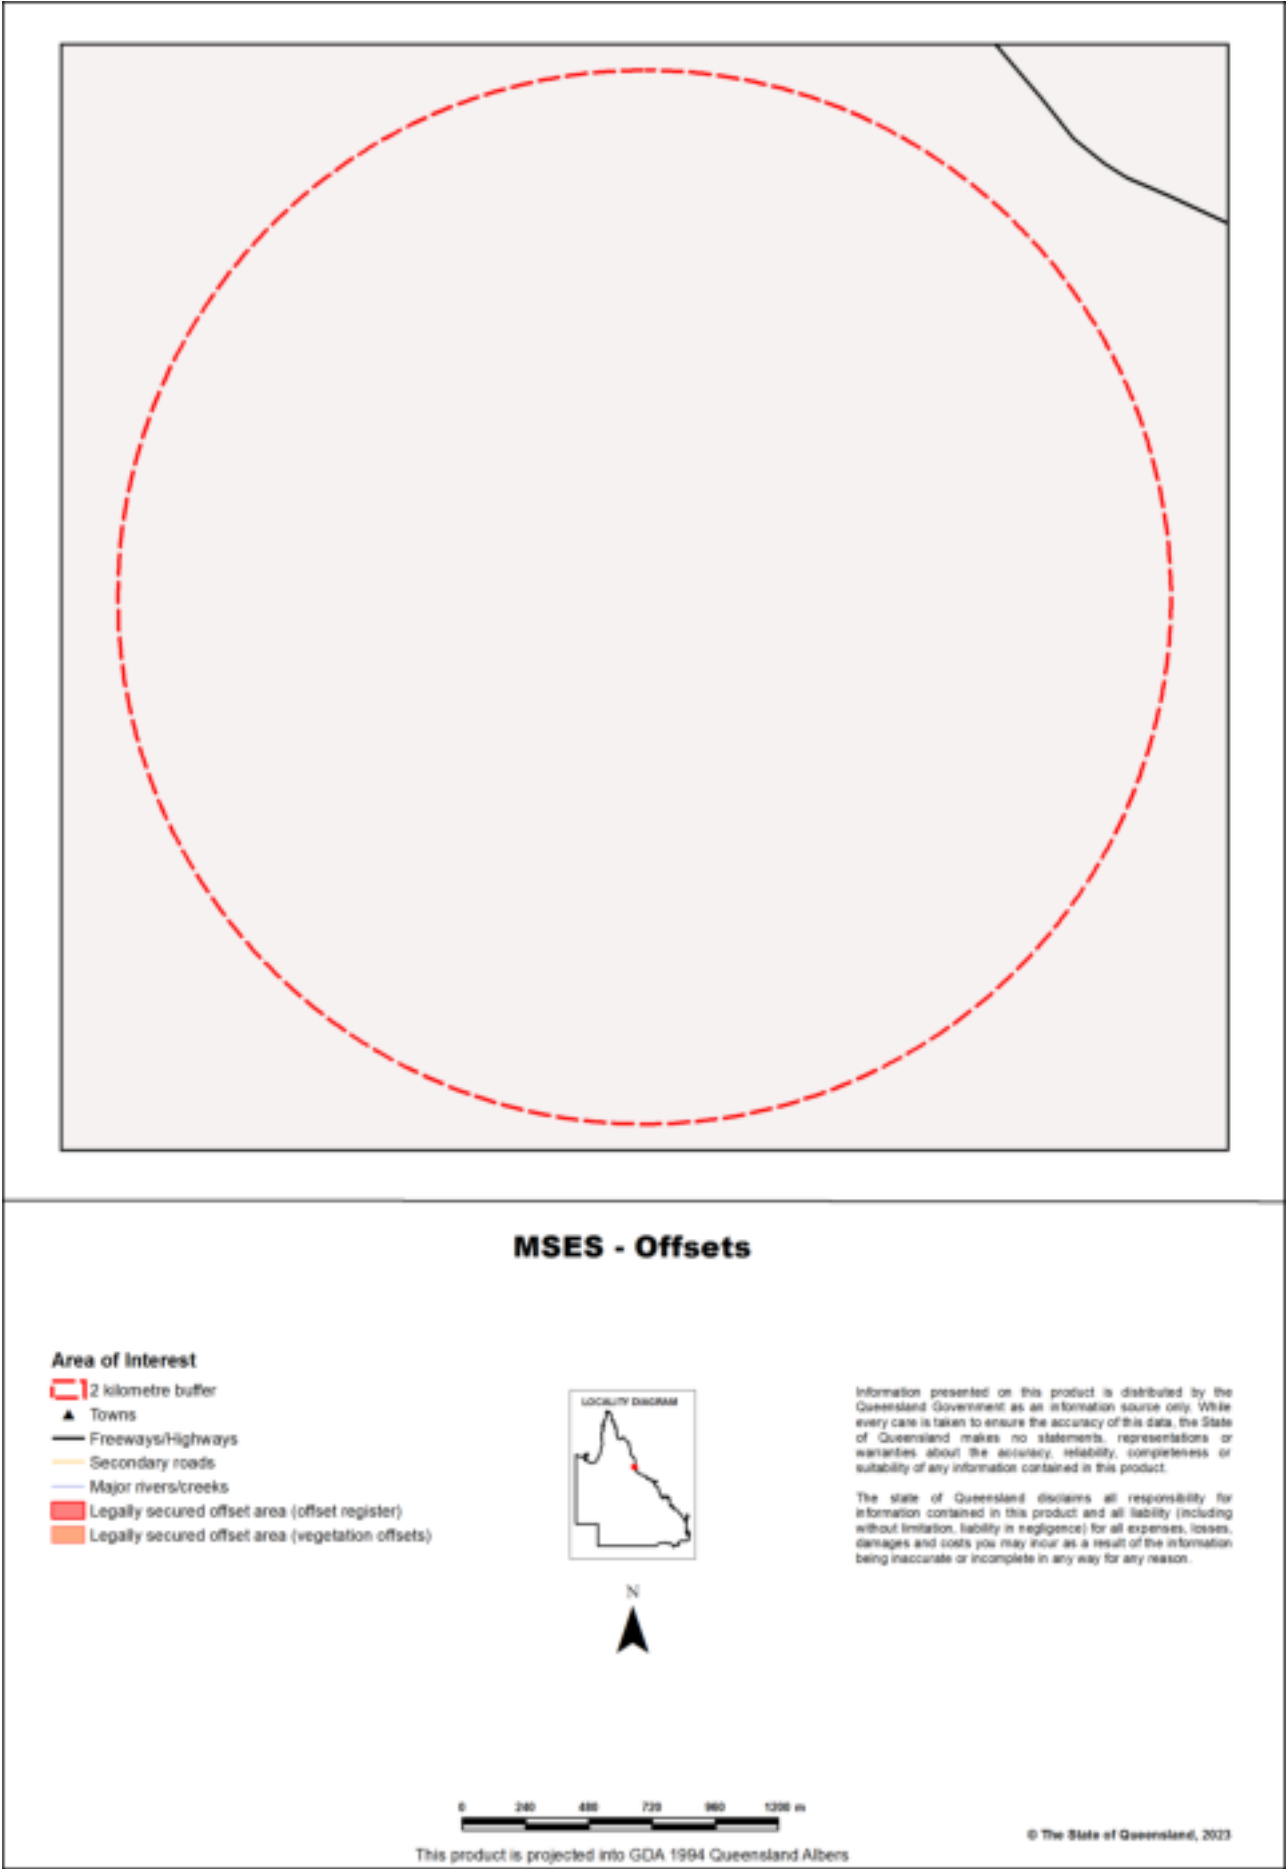 MSES - Offsets
Area of Interest
2 kilometre buffer
Towns
Freeways/Highways
Secondary roads
Major rivers/creeks
Legally secured offset area (offset register)
Legally secured offset area (vegetation offsets)
LOCALITY DIAGRAM
N
Information presented on this product is distributed by the
Queensland Government as an information source only. While
every care is taken to ensure the accuracy of this data, the State
of Queensland makes no statements, representations or
warranties about the accuracy, reliability, completeness or
suitability of any information contained in this product.
The state of Queensland disclaims all responsibility for
information contained in this product and all liability (including
without limitation, liability in negligence) for all expenses, losses,
damages and costs you may incur as a result of the information
being inaccurate or incomplete in any way for any reason.
0 240 480 720 960 1200 m
This product is projected into GDA 1994 Queensland Albers
© The State of Queensland, 2023